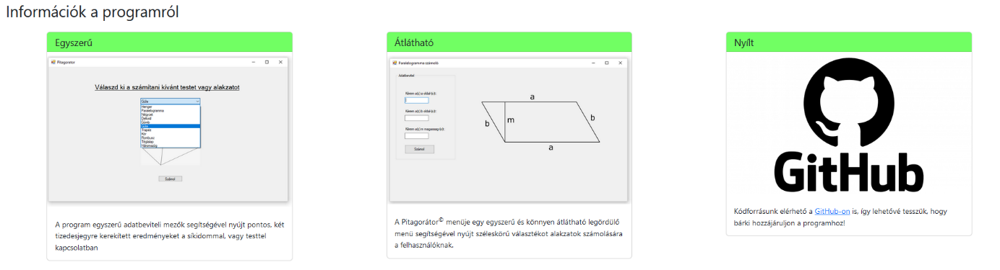 Információk a programról
Egyszerű
Pitagorátor
Válaszd ki a számítani kívánt testet vagy alakzatot
Gúla
Henger
Paralelogramma
Négyzet
Deltoid
Gömb
Gúla
Trapéz
Kör
Rombusz
Téglalap
Háromszög
Számol
A program egyszerű adatbeviteli mezők segítségével nyújt pontos, két
tizedesjegyre kerekített eredményeket a síkidommal, vagy testtel
kapcsolatban
Átlátható
Paralelogramma számoló
Adatbevitel
Kérem a(z) a oldal(a):
Kérem a(z) b oldal
Kérem a(z) m magasság
Számol
a
b
m
b
a
A Pitagorátor© menüje egy egyszerű és könnyen átlátható legördülő
menü segítségével nyújt széleskörű választékot alakzatok számolására
a felhasználóknak.
Nyílt
GitHub
Kódforrásunk elérhető a GitHub-on is, így lehetővé tesszük, hogy
bárki hozzájáruljon a programhoz!